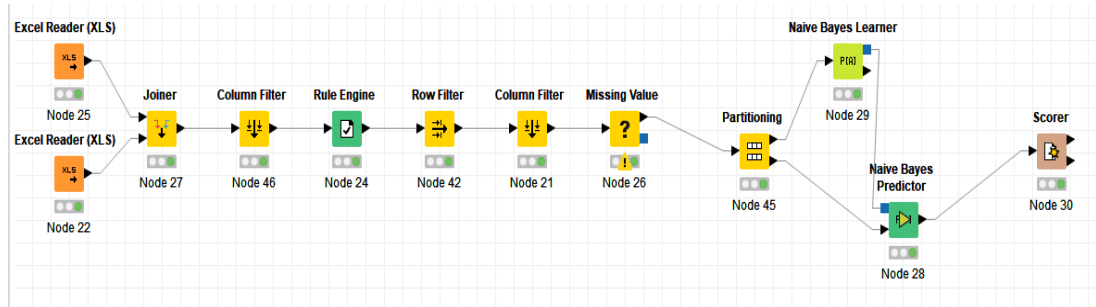 Excel Reader (XLS)
XLS
Node 25
Excel Reader (XLS)
XLS
Node 22
Joiner
Node 27
Column Filter
Node 46
Rule Engine
Node 24
Row Filter
Node 42
Column Filter
Node 21
Missing Value
?
Node 26
Partitioning
Node 45
Naive Bayes Learner
P[A]
Node 29
Naive Bayes
Predictor
Node 28
Scorer
Node 30